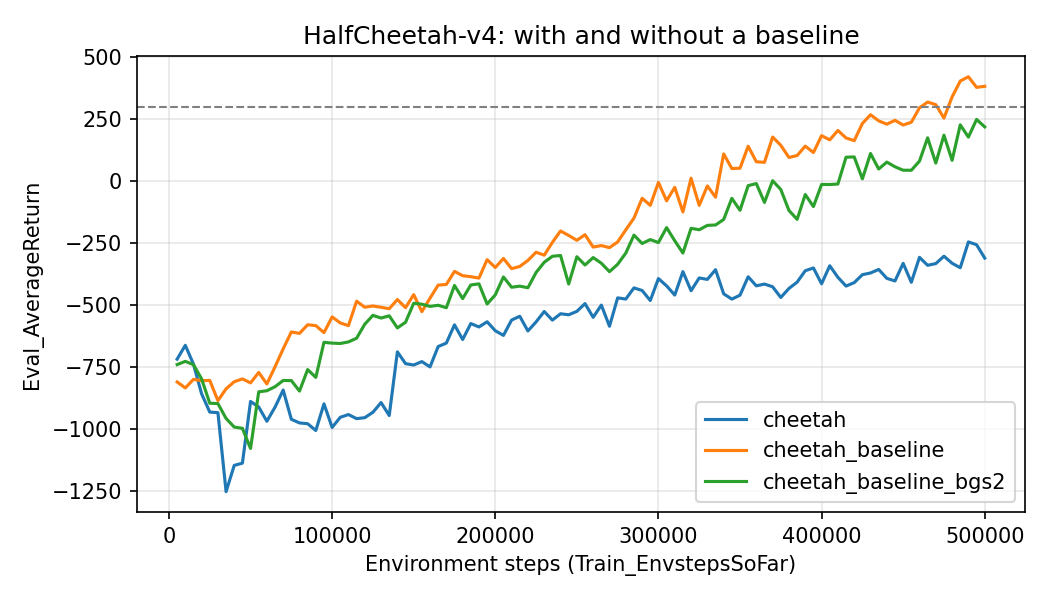 HalfCheetah-v4: with and without a baseline
500
250
0
−250
−500
−750
−1000
−1250
Eval_AverageReturn
cheetah
cheetah_baseline
cheetah_baseline_bgs2
0 100000 200000 300000 400000 500000
Environment steps (Train_EnvstepsSoFar)